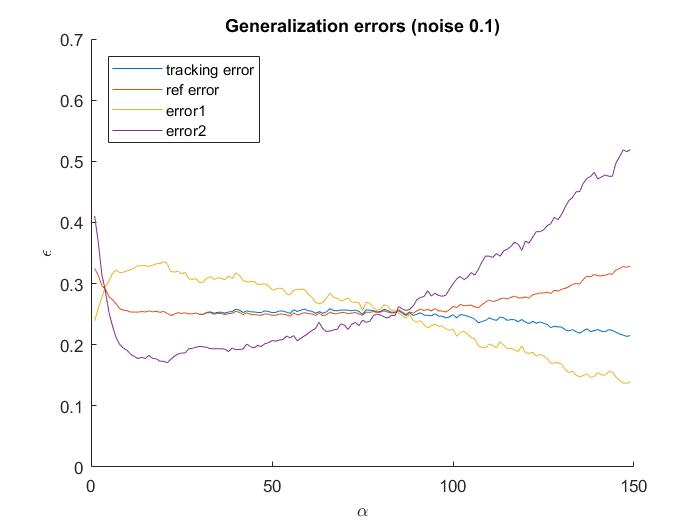 Generalization errors (noise 0.1)
0.7
0.6
0.5
0.4
0.3
0.2
0.1
0
tracking error
ref error
error1
error2
ϵ
0
50
100
150
α